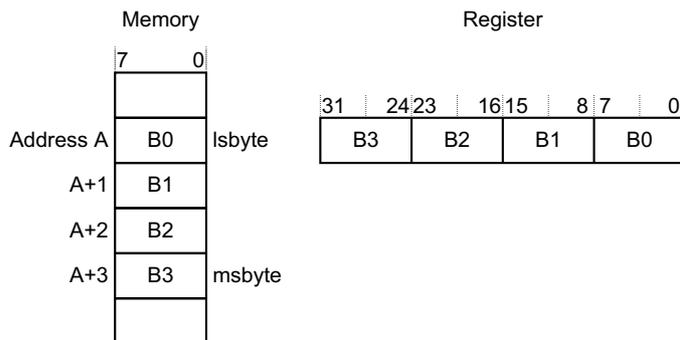 Memory
Register
7 0
31 24 23 16 15 8 7 0
Address A B0 lsbyte
B3 B2 B1 B0
A+1 B1
A+2 B2
A+3 B3 msbyte